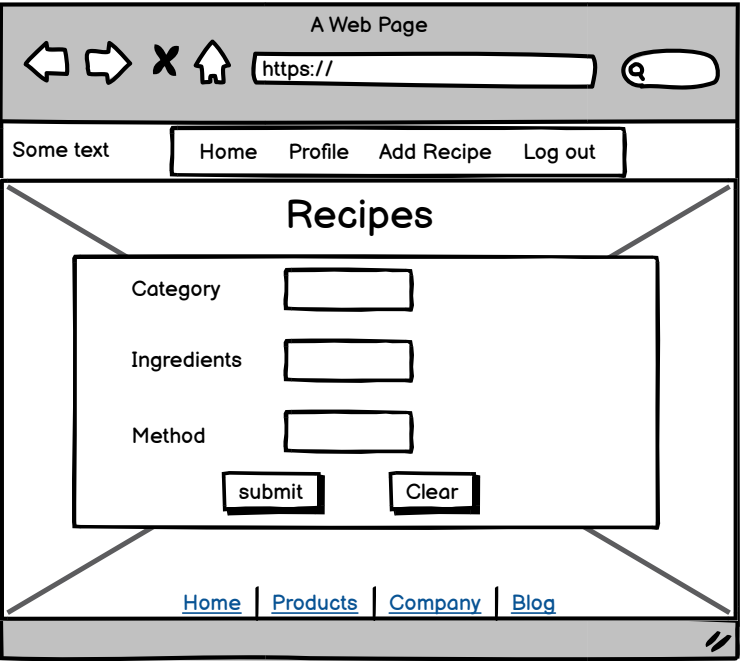 A Web Page
https://
Some text
Home Profile Add Recipe Log out
Recipes
Category
Ingredients
Method
submit Clear
Home Products Company Blog